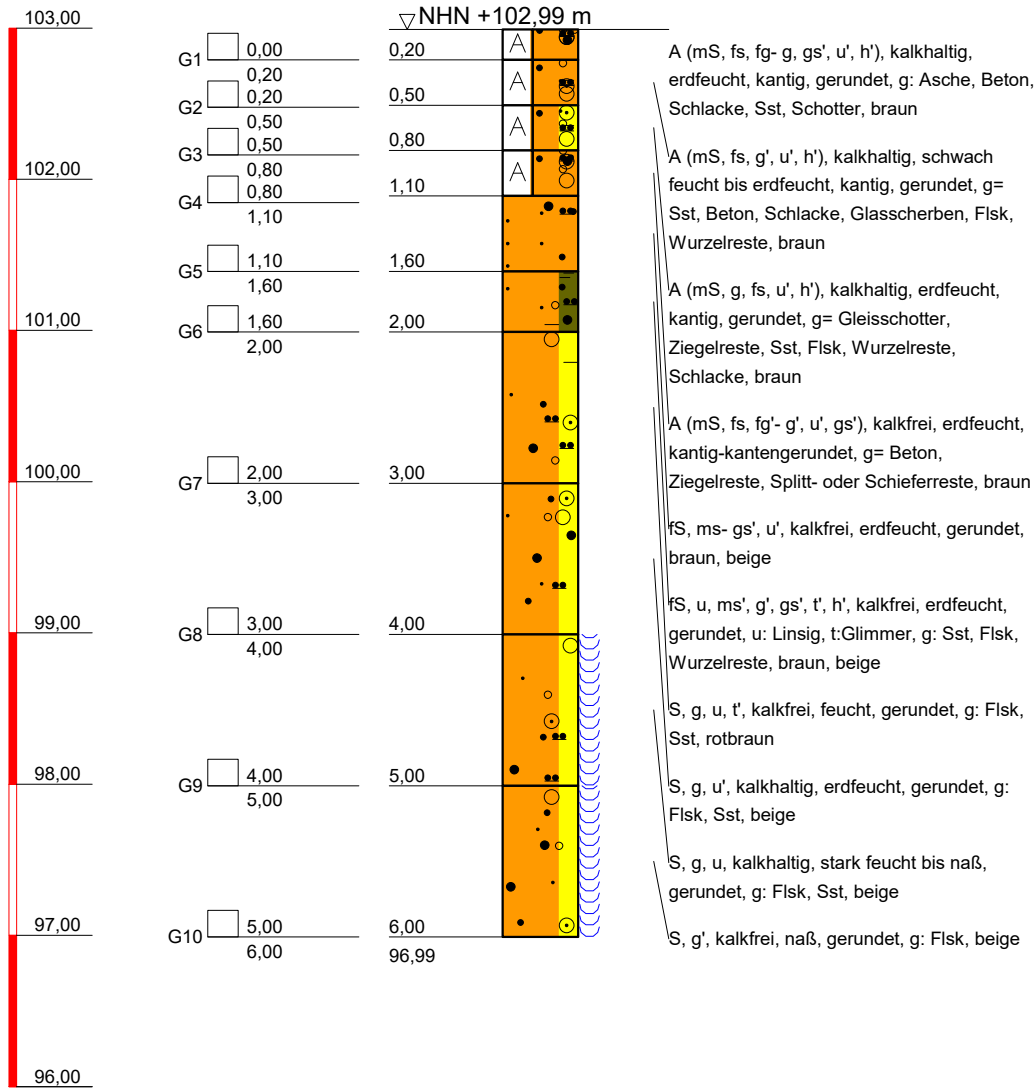 NHN +102,99 m
103,00
102,00
101,00
100,00
99,00
98,00
97,00
96,00
G1 0,00
0,20
G2 0,20
0,50
G3 0,50
0,80
G4 0,80
1,10
G5 1,10
1,60
G6 1,60
2,00
G7 2,00
3,00
G8 3,00
4,00
G9 4,00
5,00
G10 5,00
6,00
0,20
0,50
0,80
1,10
1,60
2,00
3,00
4,00
5,00
6,00
96,99
A
A
A
A
A (mS, fs, fg- g, gs', u', h'), kalkhaltig,
erdfeucht, kantig, gerundet, g: Asche, Beton,
Schlacke, Sst, Schotter, braun
A (mS, fs, g', u', h'), kalkhaltig, schwach
feucht bis erdfeucht, kantig, gerundet, g=
Sst, Beton, Schlacke, Glasscherben, Flsk,
Wurzelreste, braun
A (mS, g, fs, u', h'), kalkhaltig, erdfeucht,
kantig, gerundet, g= Gleisschotter,
Ziegelreste, Sst, Flsk, Wurzelreste,
Schlacke, braun
A (mS, fs, fg'- g', u', gs'), kalkfrei, erdfeucht,
kantig-kantengerundet, g= Beton,
Ziegelreste, Splitt- oder Schieferreste, braun
fS, ms- gs', u', kalkfrei, erdfeucht, gerundet,
braun, beige
fS, u, ms', g', gs', t', h', kalkfrei, erdfeucht,
gerundet, u: Linsig, t:Glimmer, g: Sst, Flsk,
Wurzelreste, braun, beige
S, g, u, t', kalkfrei, feucht, gerundet, g: Flsk,
Sst, rotbraun
S, g, u', kalkhaltig, erdfeucht, gerundet, g:
Flsk, Sst, beige
S, g, u, kalkhaltig, stark feucht bis naß,
gerundet, g: Flsk, Sst, beige
S, g', kalkfrei, naß, gerundet, g: Flsk, beige